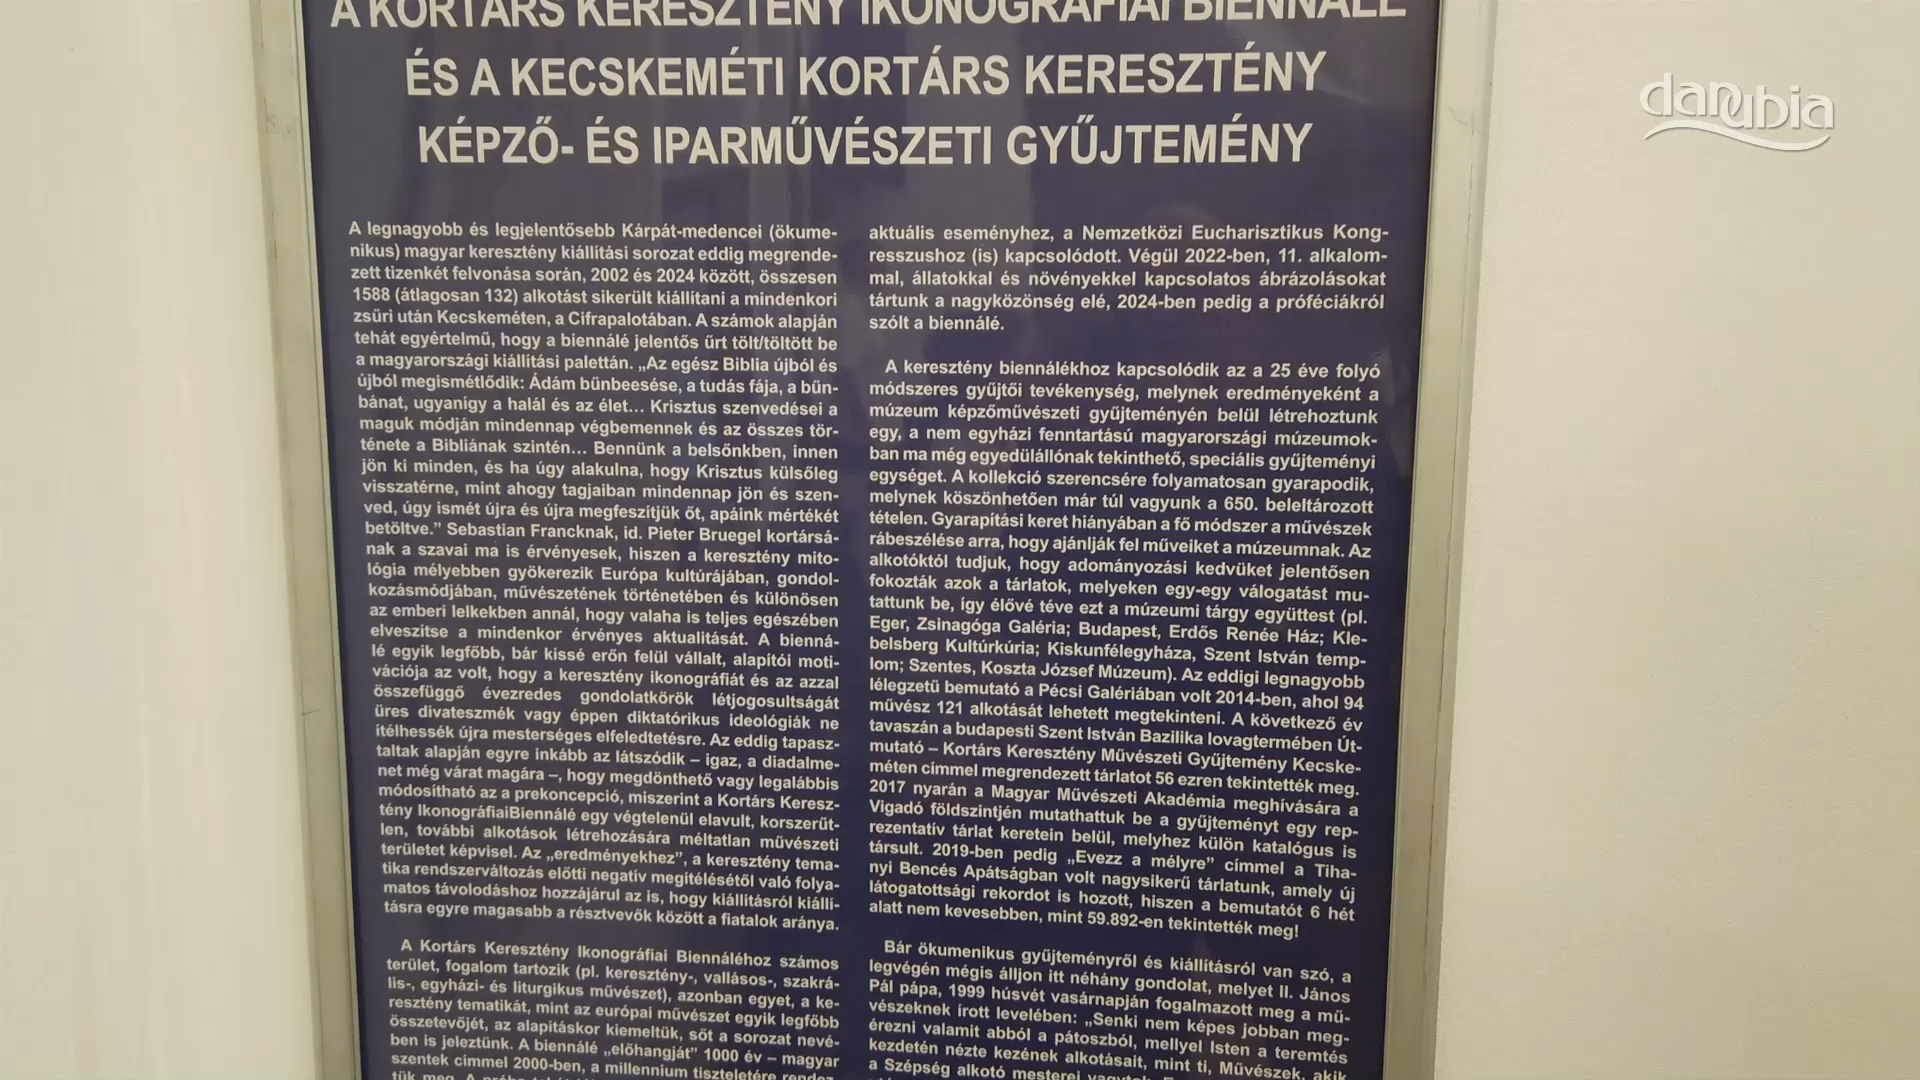 A KORTÁRS KERESZTÉNY IKONOGRÁFIAI BIENNÁLE
ÉS A KECSKEMÉTI KORTÁRS KERESZTÉNY
KÉPZŐ- ÉS IPARMŰVÉSZETI GYŰJTEMÉNY
danubia
A legnagyobb és legjelentősebb Kárpát-medencei (ökume-
nikus) magyar keresztény kiállítási sorozat eddig megrende-
zett tizenkét felvonása során, 2002 és 2024 között, összesen
1588 (átlagosan 132) alkotást sikerült kiállítani a mindenkori
zsűri után Kecskeméten, a Cifrapalotában. A számok alapján
tehát egyértelmű, hogy a biennálé jelentős űrt tölt/töltött be
a magyarországi kiállítási palettán. „Az egész Biblia újból és
újból megismétlődik: Ádám bűnbeesése, a tudás fája, a bűn-
bánat, ugyanígy a halál és az élet… Krisztus szenvedései a
maguk módján mindennap végbemennek és az összes tör-
ténete a Bibliának szintén… Bennünk a belsőnkben, innen
jön ki minden, és ha úgy alakulna, hogy Krisztus külsőleg
visszatérne, mint ahogy tagjaiban mindennap jön és szen-
ved, úgy ismét újra és újra megfeszítjük őt, apáink mértékét
betöltve.” Sebastian Francknak, id. Pieter Bruegel kortársá-
nak a szavai ma is érvényesek, hiszen a keresztény mito-
lógia mélyebben gyökerezik Európa kultúrájában, gondol-
kozásmódjában, művészetének történetében és különösen
az emberi lelkekben annál, hogy valaha is teljes egészében
elveszítse a mindenkor érvényes aktualitását. A bienná-
lé egyik legfőbb, bár kissé erőn felül vállalt, alapítói moti-
vációja az volt, hogy a keresztény ikonográfiát és az azzal
összefüggő évezredes gondolatkörök létjogosultságát
üres divateszmék vagy éppen diktatórikus ideológiák ne
ítélhessék újra mesterséges elfeledtetésre. Az eddig tapasz-
taltak alapján egyre inkább az látszódik – igaz, a diadalme-
net még várat magára –, hogy megdönthető vagy legalábbis
módosítható az a prekoncepció, miszerint a Kortárs Keresz-
tény IkonográfiaiBiennálé egy végtelenül elavult, korszerűt-
len, további alkotások létrehozására méltatlan művészeti
területet képvisel. Az „eredményekhez”, a keresztény tema-
tika rendszerváltozás előtti negatív megítélésétől való folya-
matos távolodáshoz hozzájárul az is, hogy kiállításról kiállí-
tásra egyre magasabb a résztvevők között a fiatalok aránya.
A Kortárs Keresztény Ikonográfiai Biennáléhoz számos
terület, fogalom tartozik (pl. keresztény-, vallásos-, szakrá-
lis-, egyházi- és liturgikus művészet), azonban egyet, a ke-
resztény tematikát, mint az európai művészet egyik legfőbb
összetevőjét, az alapításkor kiemeltük, sőt a sorozat nevé-
ben is jeleztünk. A biennálé „előhangját” 1000 év – magyar
szentek címmel 2000-ben, a millennium tiszteletére rendez-
tük meg. A
aktuális eseményhez, a Nemzetközi Eucharisztikus Kong-
resszushoz (is) kapcsolódott. Végül 2022-ben, 11. alkalom-
mal, állatokkal és növényekkel kapcsolatos ábrázolásokat
tártunk a nagyközönség elé, 2024-ben pedig a próféciákról
szólt a biennálé.
A keresztény biennálékhoz kapcsolódik az a 25 éve folyó
módszeres gyűjtői tevékenység, melynek eredményeként a
múzeum képzőművészeti gyűjteményén belül létrehoztunk
egy, a nem egyházi fenntartású magyarországi múzeumok-
ban ma még egyedülállónak tekinthető, speciális gyűjteményi
egységet. A kollekció szerencsére folyamatosan gyarapodik,
melynek köszönhetően már túl vagyunk a 650. beleltározott
tételen. Gyarapítási keret hiányában a fő módszer a művészek
rábeszélése arra, hogy ajánlják fel műveiket a múzeumnak. Az
alkotóktól tudjuk, hogy adományozási kedvüket jelentősen
fokozták azok a tárlatok, melyeken egy-egy válogatást mu-
tattunk be, így élővé téve ezt a múzeumi tárgy együttest (pl.
Eger, Zsinagóga Galéria; Budapest, Erdős Renée Ház; Kle-
belsberg Kultúrkúria; Kiskunfélegyháza, Szent István temp-
lom; Szentes, Koszta József Múzeum). Az eddigi legnagyobb
lélegzetű bemutató a Pécsi Galériában volt 2014-ben, ahol 94
művész 121 alkotását lehetett megtekinteni. A következő év
tavaszán a budapesti Szent István Bazilika lovagtermében Út-
mutató – Kortárs Keresztény Művészeti Gyűjtemény Kecske-
méten címmel megrendezett tárlatot 56 ezren tekintették meg.
2017 nyarán a Magyar Művészeti Akadémia meghívására a
Vigadó földszintjén mutathattuk be a gyűjteményt egy rep-
rezentatív tárlat keretein belül, melyhez külön katalógus is
társult. 2019-ben pedig „Evezz a mélyre” címmel a Tiha-
nyi Bencés Apátságban volt nagysikerű tárlatunk, amely új
látogatottsági rekordot is hozott, hiszen a bemutatót 6 hét
alatt nem kevesebben, mint 59.892-en tekintették meg!
Bár ökumenikus gyűjteményről és kiállításról van szó, a
legvégén mégis álljon itt néhány gondolat, melyet II. János
Pál pápa, 1999 húsvét vasárnapján fogalmazott meg a mű-
vészeknek írott levelében: „Senki nem képes jobban meg-
érezni valamit abból a pátoszból, mellyel Isten a teremtés
kezdetén nézte kezének alkotásait, mint ti, Művészek, akik
a Szépség alkotó mesterei vagytok.